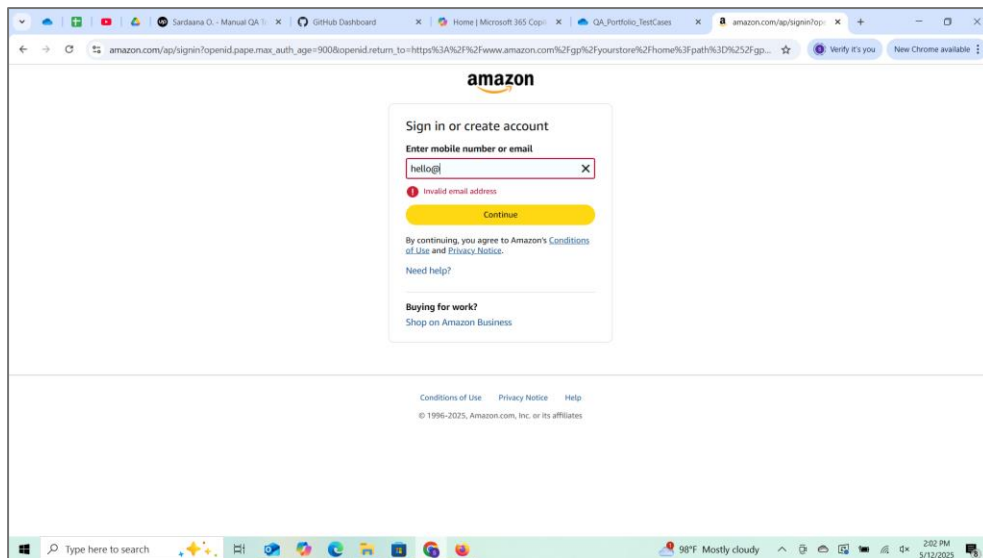 Sardaana O. - Manual QA T
GitHub Dashboard
Home | Microsoft 365 Copi
QA_Portfolio_TestCases
amazon.com/ap/signin?ope
amazon.com/ap/signin?openid.pape.max_auth_age=900&openid.return_to=https%3A%2F%2Fwww.amazon.com%2Fgp%2Fyourstore%2Fhome%3Fpath%3D%252Fgp...
Verify it's you
New Chrome available
amazon
Sign in or create account
Enter mobile number or email
hello@
Invalid email address
Continue
By continuing, you agree to Amazon's Conditions
of Use and Privacy Notice.
Need help?
Buying for work?
Shop on Amazon Business
Conditions of Use Privacy Notice Help
© 1996-2025, Amazon.com, Inc. or its affiliates
Type here to search
98°F Mostly cloudy
2:02 PM
5/12/2025